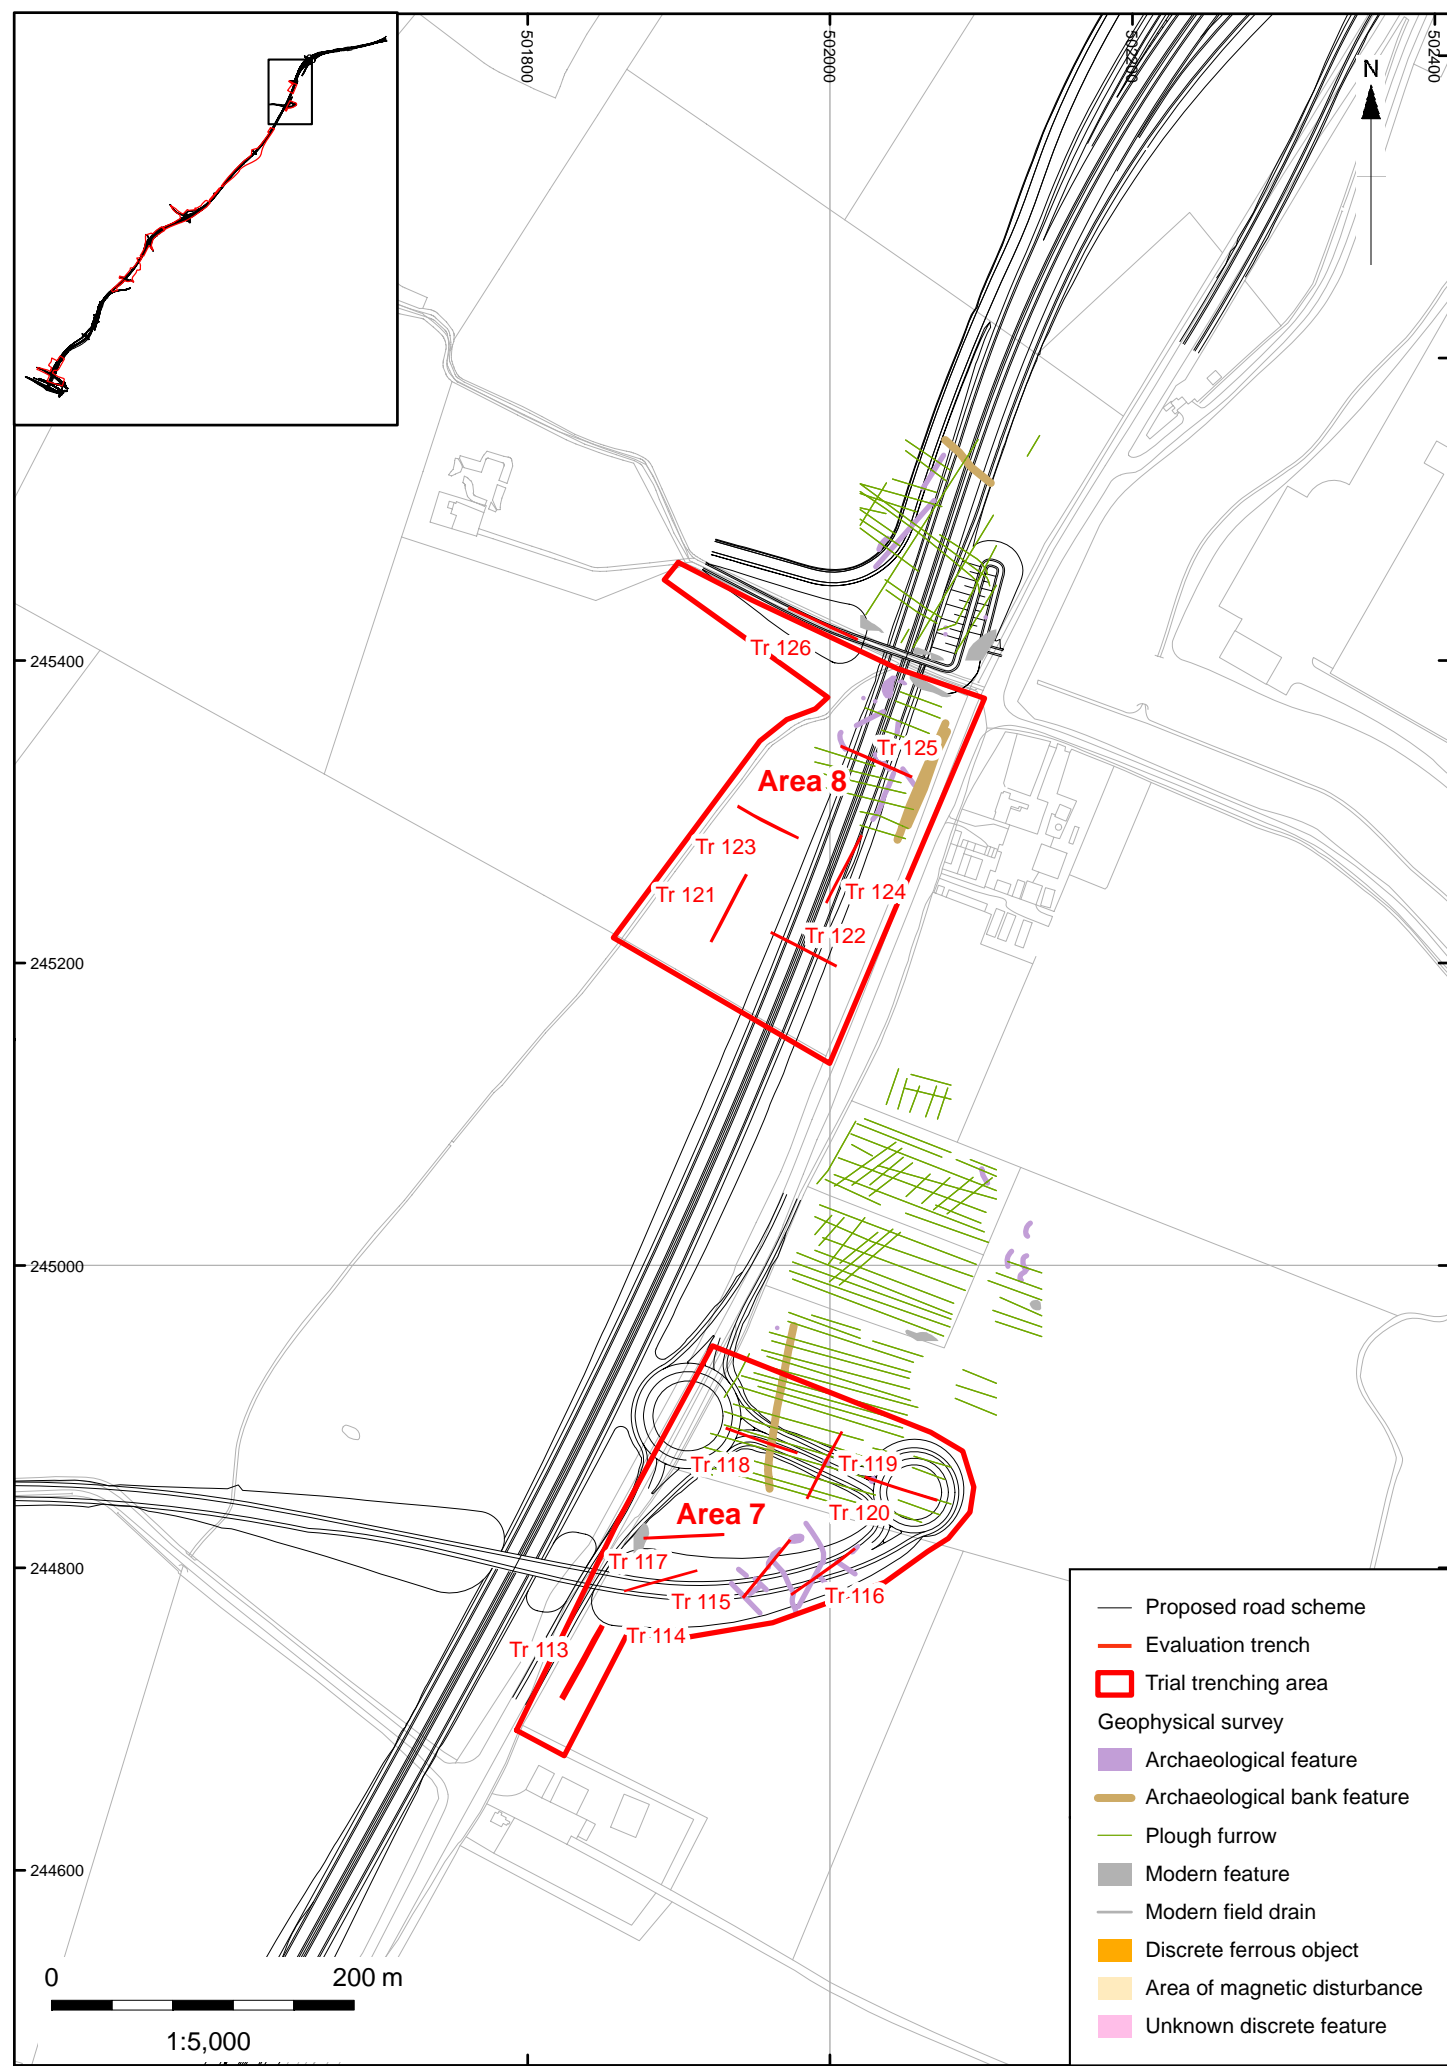 501800
502000
502200
502400
N
245400
245200
245000
244800
244600
Tr 126
Tr 125
Area 8
Tr 123
Tr 121
Tr 124
Tr 122
Tr 118
Tr 119
Tr 120
Area 7
Tr 117
Tr 115
Tr 116
Tr 113
Tr 114
Proposed road scheme
Evaluation trench
Trial trenching area
Geophysical survey
Archaeological feature
Archaeological bank feature
Plough furrow
Modern feature
Modern field drain
Discrete ferrous object
Area of magnetic disturbance
Unknown discrete feature
0 200 m
1:5,000